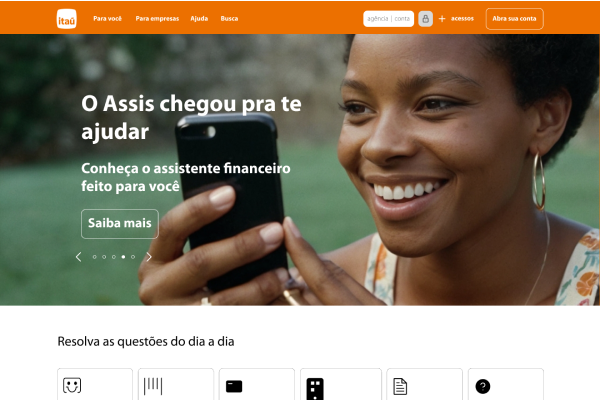 itaú
Para você
Para empresas
Ajuda
Busca
agência | conta
acessos
Abra sua conta
O Assis chegou pra te
ajudar
Conheça o assistente financeiro
feito para você
Saiba mais
Resolva as questões do dia a dia